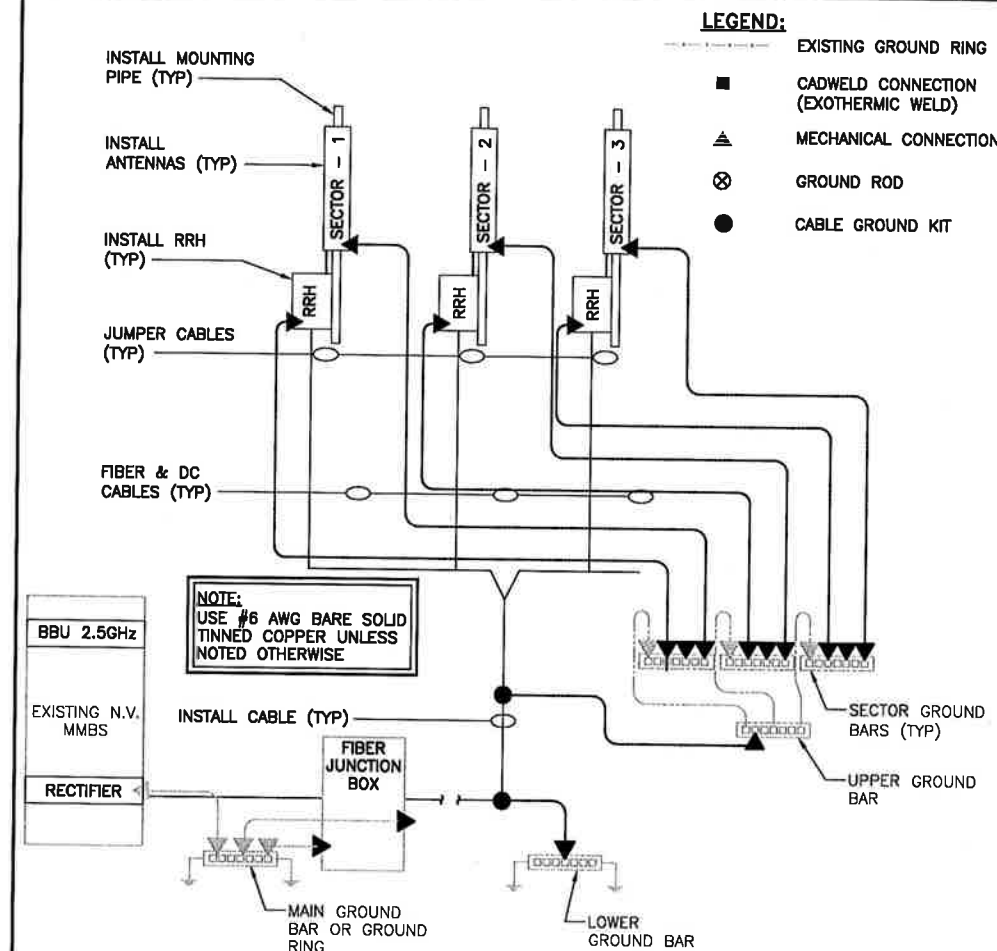 LEGEND:
EXISTING GROUND RING
CADWELD CONNECTION
(EXOTHERMIC WELD)
MECHANICAL CONNECTION
GROUND ROD
CABLE GROUND KIT
INSTALL MOUNTING
PIPE (TYP)
INSTALL
ANTENNAS (TYP)
INSTALL RRH
(TYP)
JUMPER CABLES
(TYP)
FIBER & DC
CABLES (TYP)
SECTOR - 1
SECTOR - 2
SECTOR - 3
RRH
RRH
RRH
NOTE:
USE #6 AWG BARE SOLID
TINNED COPPER UNLESS
NOTED OTHERWISE
BBU 2.5GHz
EXISTING N.V.
MMBS
RECTIFIER
INSTALL CABLE (TYP)
FIBER
JUNCTION
BOX
SECTOR GROUND
BARS (TYP)
UPPER GROUND
BAR
MAIN GROUND
BAR OR GROUND
RING
LOWER
GROUND BAR